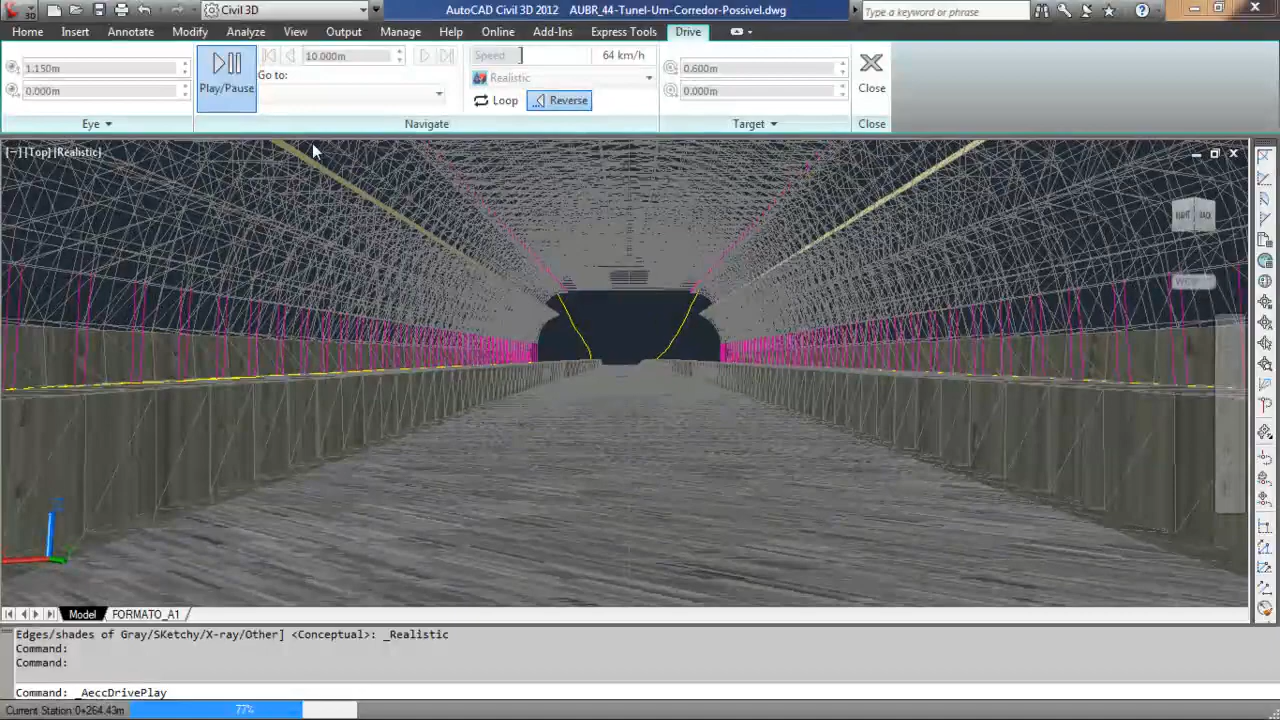 3D
Civil 3D
AutoCAD Civil 3D 2012 AUBR_44-Tunel-Um-Corredor-Possivel.dwg
Type a keyword or phrase
Home Insert Annotate Modify Analyze View Output Manage Help Online Add-Ins Express Tools Drive
1.150m
0.000m
Eye
Play/Pause
10.000m
Go to:
Navigate
Speed 64 km/h
Realistic
Loop Reverse
0.600m
0.000m
Target
Close
Close
[−] [Top] [Realistic]
RIGHT BACK
Model FORMATO_A1
Edges/shades of Gray/SKetchy/X-ray/Other] <Conceptual>: _Realistic
Command:
Command:
Command: _AeccDrivePlay
Current Station:0+264.43m 77%